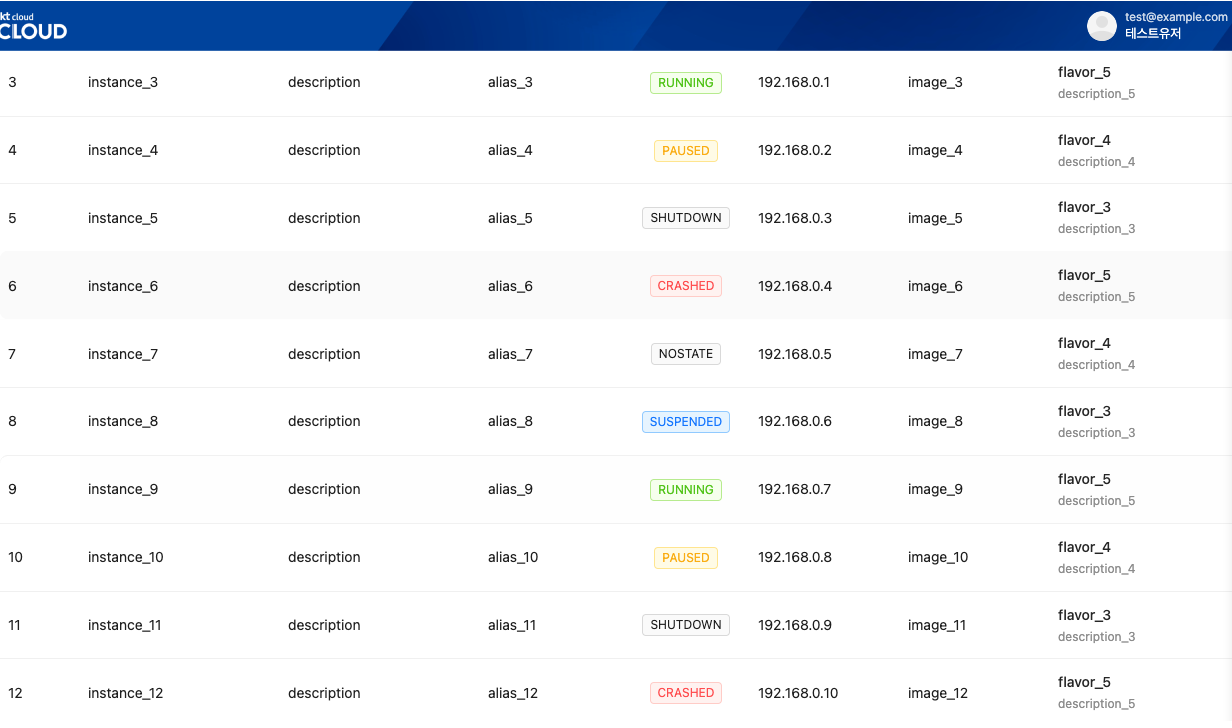 kt cloud
CLOUD
test@example.com
테스트유저
3 instance_3 description alias_3 RUNNING 192.168.0.1 image_3 flavor_5
description_5
4 instance_4 description alias_4 PAUSED 192.168.0.2 image_4 flavor_4
description_4
5 instance_5 description alias_5 SHUTDOWN 192.168.0.3 image_5 flavor_3
description_3
6 instance_6 description alias_6 CRASHED 192.168.0.4 image_6 flavor_5
description_5
7 instance_7 description alias_7 NOSTATE 192.168.0.5 image_7 flavor_4
description_4
8 instance_8 description alias_8 SUSPENDED 192.168.0.6 image_8 flavor_3
description_3
9 instance_9 description alias_9 RUNNING 192.168.0.7 image_9 flavor_5
description_5
10 instance_10 description alias_10 PAUSED 192.168.0.8 image_10 flavor_4
description_4
11 instance_11 description alias_11 SHUTDOWN 192.168.0.9 image_11 flavor_3
description_3
12 instance_12 description alias_12 CRASHED 192.168.0.10 image_12 flavor_5
description_5